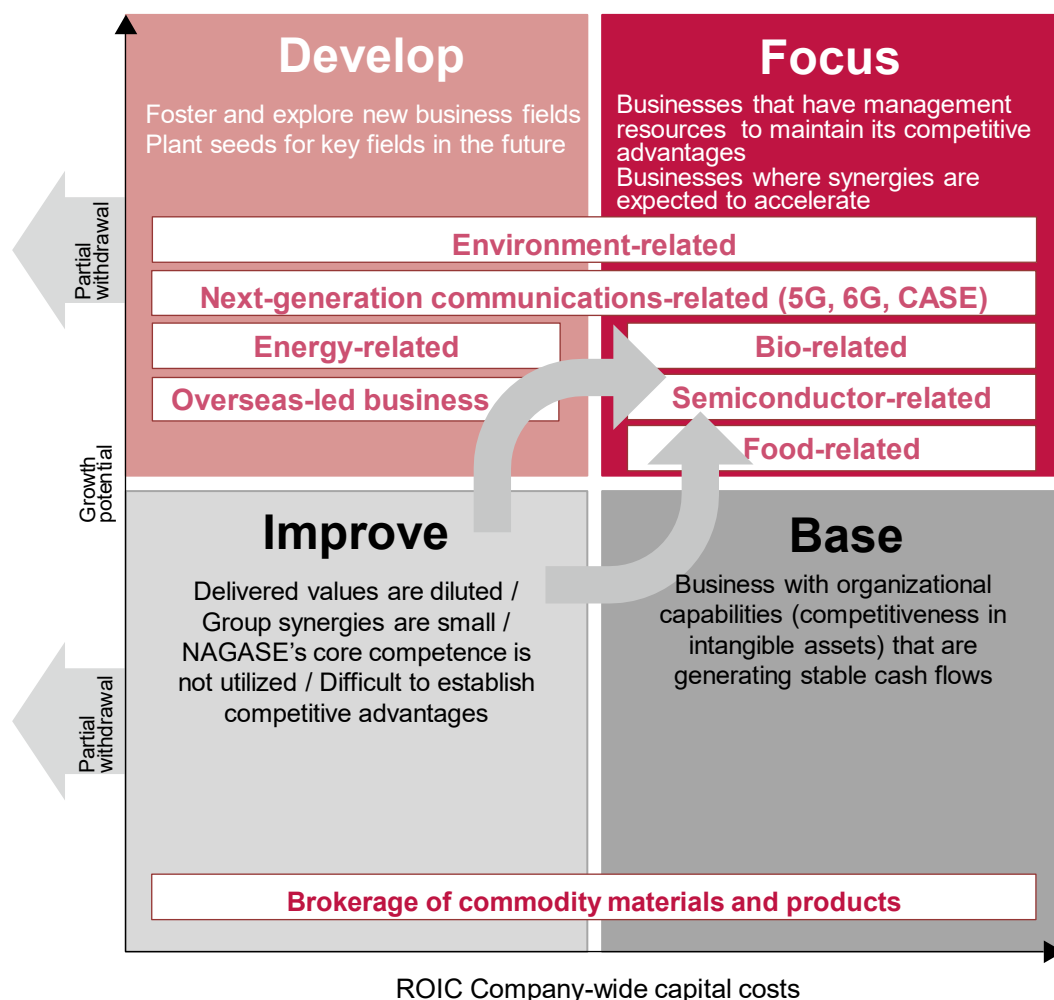 Develop
Foster and explore new business fields
Plant seeds for key fields in the future
Focus
Businesses that have management
resources to maintain its competitive
advantages
Businesses where synergies are
expected to accelerate
Partial
withdrawal
Environment-related
Next-generation communications-related (5G, 6G, CASE)
Energy-related
Bio-related
Overseas-led business
Semiconductor-related
Food-related
Growth
potential
Improve
Delivered values are diluted /
Group synergies are small /
NAGASE’s core competence is
not utilized / Difficult to establish
competitive advantages
Base
Business with organizational
capabilities (competitiveness in
intangible assets) that are
generating stable cash flows
Partial
withdrawal
Brokerage of commodity materials and products
ROIC Company-wide capital costs